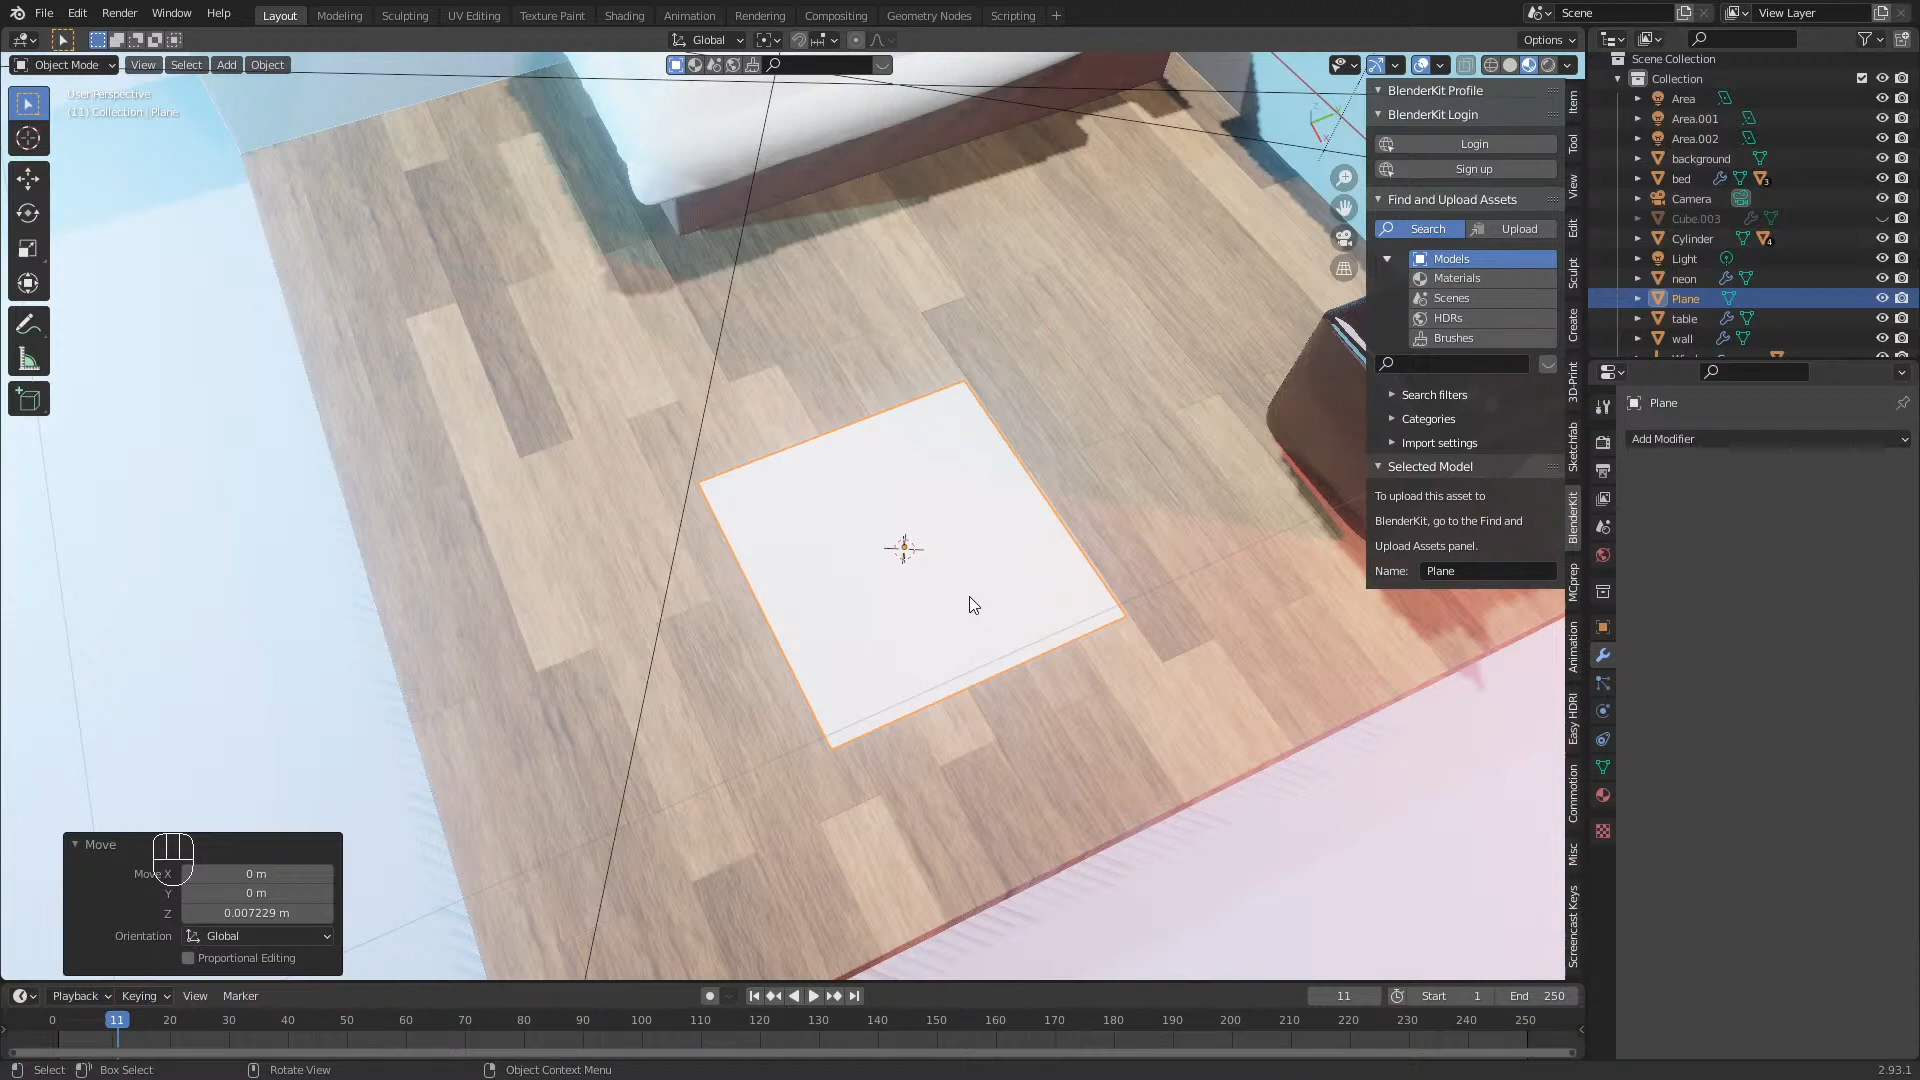 File Edit Render Window Help
Layout Modeling Sculpting UV Editing Texture Paint Shading Animation Rendering Compositing Geometry Nodes Scripting +
Scene
View Layer
Global
Options
Object Mode View Select Add Object
User Perspective
(11) Collection | Plane
BlenderKit Profile
BlenderKit Login
Login
Sign up
Find and Upload Assets
Search Upload
Models
Materials
Scenes
HDRs
Brushes
Search filters
Categories
Import settings
Selected Model
To upload this asset to
BlenderKit, go to the Find and
Upload Assets panel.
Name: Plane
Item
Tool
View
Edit
Sculpt
Create
3D-Print
Sketchfab
BlenderKit
MCprep
Animation
Easy HDRI
Commotion
Misc
Screencast Keys
Scene Collection
Collection
Area
Area.001
Area.002
background
bed 3
Camera
Cube.003
Cylinder 4
Light
neon
Plane
table
wall
Plane
Add Modifier
Move
Move X 0 m
Y 0 m
Z 0.007229 m
Orientation Global
Proportional Editing
Playback Keying View Marker
11 Start 1 End 250
0 11 20 30 40 50 60 70 80 90 100 110 120 130 140 150 160 170 180 190 200 210 220 230 240 250
Select Box Select Rotate View Object Context Menu
2.93.1